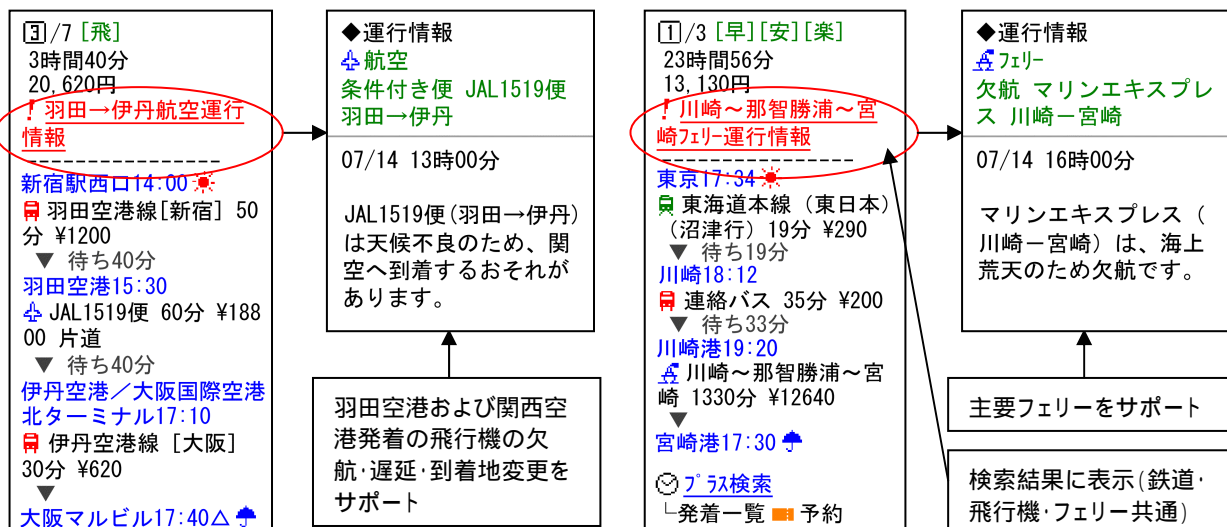 3/7 [飛]
3時間40分
20,620円
！羽田→伊丹航空運行
情報
新宿駅西口14:00
羽田空港線[新宿] 50
分 ¥1200
▼ 待ち40分
羽田空港15:30
JAL1519便 60分 ¥188
00 片道
▼ 待ち40分
伊丹空港／大阪国際空港
北ターミナル17:10
伊丹空港線 [大阪]
30分 ¥620
▼
大阪マルビル17:40△
◆運行情報
航空
条件付き便 JAL1519便
羽田→伊丹
07/14 13時00分
JAL1519便(羽田→伊丹)
は天候不良のため、関
空へ到着するおそれが
あります。
羽田空港および関西空
港発着の飛行機の欠
航･遅延･到着地変更を
サポート
1/3 [早][安][楽]
23時間56分
13,130円
！川崎～那智勝浦～宮
崎ﾌｪﾘｰ運行情報
東京17:34
東海道本線（東日本）
（沼津行）19分 ¥290
▼ 待ち19分
川崎18:12
連絡バス 35分 ¥200
▼ 待ち33分
川崎港19:20
川崎～那智勝浦～宮
崎 1330分 ¥12640
▼
宮崎港17:30
ﾌﾟﾗｽ検索
└発着一覧 予約
◆運行情報
ﾌｪﾘｰ
欠航 マリンエキスプレ
ス 川崎－宮崎
07/14 16時00分
マリンエキスプレス（
川崎－宮崎）は、海上
荒天のため欠航です。
主要フェリーをサポート
検索結果に表示(鉄道･
飛行機･フェリー共通)